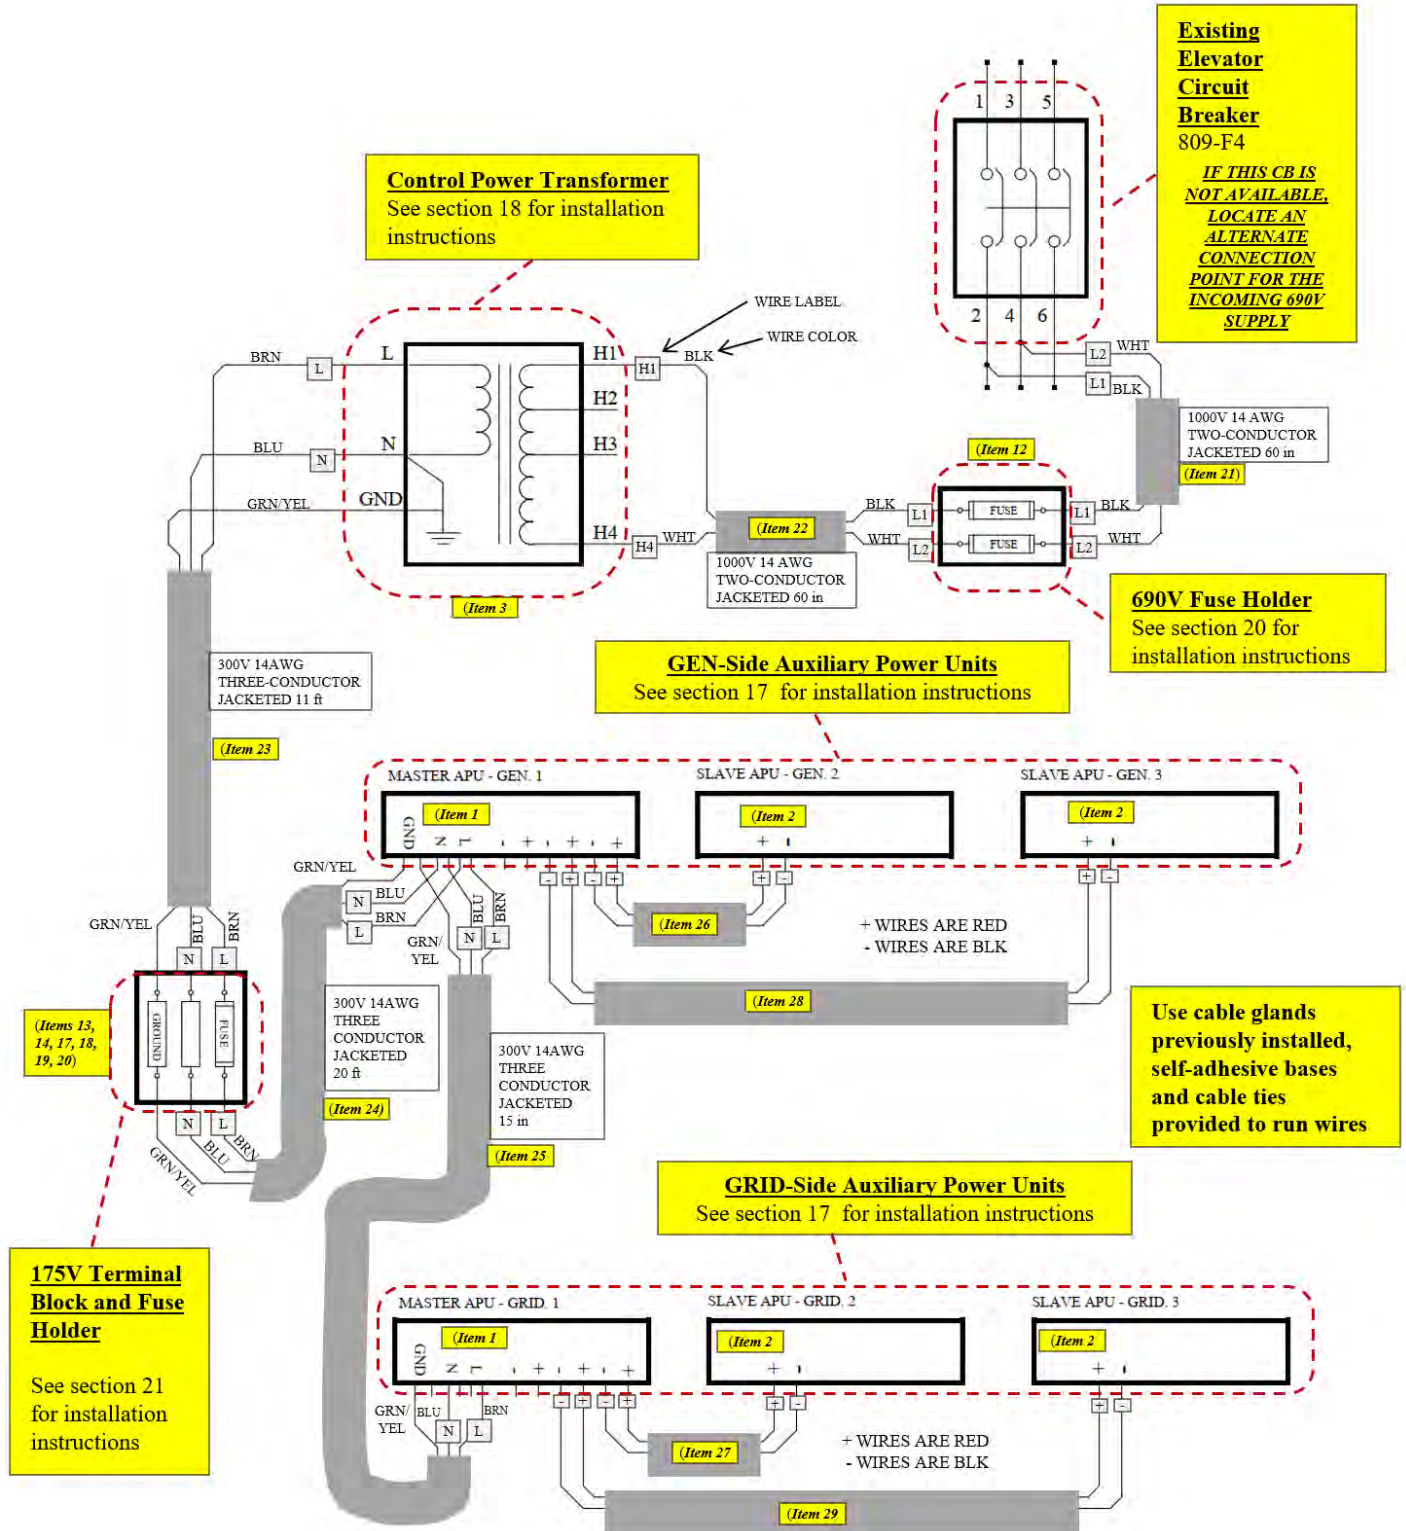 Existing
Elevator
Circuit
Breaker
809-F4
IF THIS CB IS
NOT AVAILABLE,
LOCATE AN
ALTERNATE
CONNECTION
POINT FOR THE
INCOMING 690V
SUPPLY
1 3 5
2 4 6
Control Power Transformer
See section 18 for installation
instructions
WIRE LABEL
WIRE COLOR
BRN
L
L
H1
H1
BLK
H2
BLU
N
N
H3
GRN/YEL
GND
H4
H4
WHT
(Item 3
L2
WHT
L1
BLK
1000V 14 AWG
TWO-CONDUCTOR
JACKETED 60 in
(Item 21)
(Item 12
(Item 22
1000V 14 AWG
TWO-CONDUCTOR
JACKETED 60 in
BLK
L1
FUSE
L1
BLK
WHT
L2
FUSE
L2
WHT
690V Fuse Holder
See section 20 for
installation instructions
300V 14AWG
THREE-CONDUCTOR
JACKETED 11 ft
(Item 23
GEN-Side Auxiliary Power Units
See section 17 for installation instructions
MASTER APU - GEN. 1
SLAVE APU - GEN. 2
SLAVE APU - GEN. 3
(Item 1
(Item 2
(Item 2
GND N L - + - + - +
+ -
+ -
- + - +
+ -
+ -
GRN/YEL
N
BLU
L
BRN
GRN/
YEL
N
BLU
L
BRN
(Item 26
+ WIRES ARE RED
- WIRES ARE BLK
(Item 28
GRN/YEL
BLU
BRN
N
L
GROUND
FUSE
N
L
GRN/YEL
BLU
BRN
(Items 13,
14, 17, 18,
19, 20)
300V 14AWG
THREE
CONDUCTOR
JACKETED
20 ft
(Item 24)
300V 14AWG
THREE
CONDUCTOR
JACKETED
15 in
(Item 25
Use cable glands
previously installed,
self-adhesive bases
and cable ties
provided to run wires
175V Terminal
Block and Fuse
Holder
See section 21
for installation
instructions
GRID-Side Auxiliary Power Units
See section 17 for installation instructions
MASTER APU - GRID. 1
SLAVE APU - GRID. 2
SLAVE APU - GRID. 3
(Item 1
(Item 2
(Item 2
GND N L - + - + - +
+ -
+ -
- + - +
+ -
+ -
GRN/
YEL
BLU
N
L
BRN
(Item 27
+ WIRES ARE RED
- WIRES ARE BLK
(Item 29